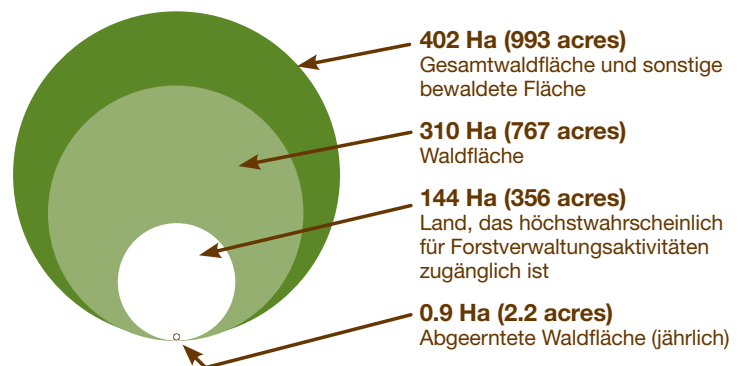 402 Ha (993 acres)
Gesamtwaldfläche und sonstige
bewaldete Fläche
310 Ha (767 acres)
Waldfläche
144 Ha (356 acres)
Land, das höchstwahrscheinlich
für Forstverwaltungsaktivitäten
zugänglich ist
0.9 Ha (2.2 acres)
Abgeerntete Waldfläche (jährlich)